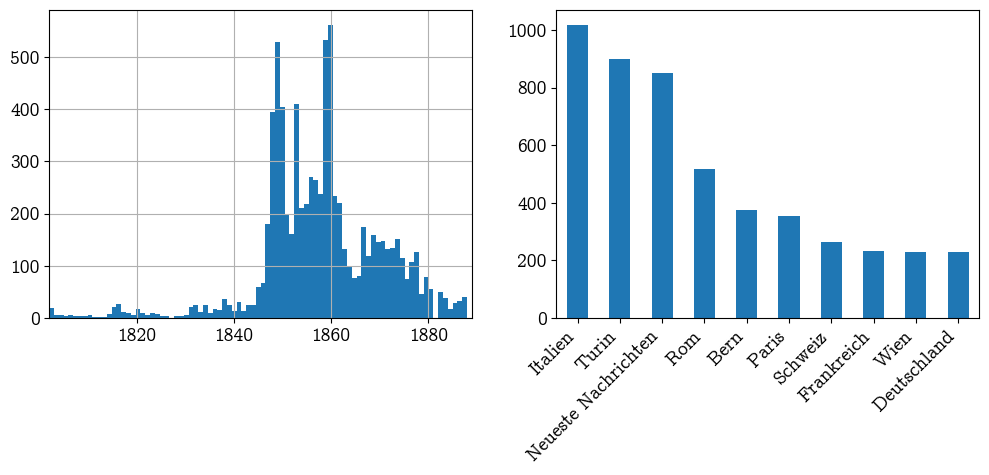 500
400
300
200
100
0
1820 1840 1860 1880
1000
800
600
400
200
0
Italien
Turin
Neueste Nachrichten
Rom
Bern
Paris
Schweiz
Frankreich
Wien
Deutschland